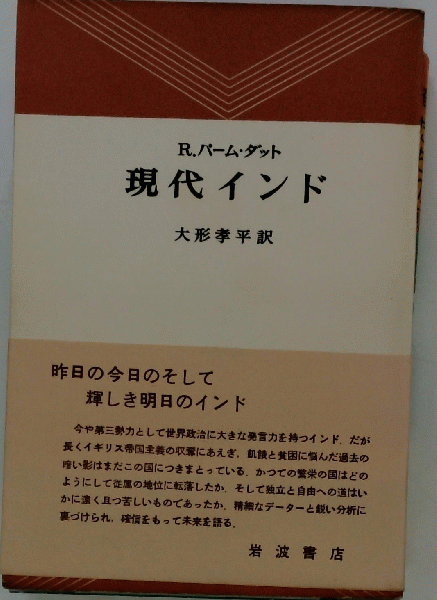 R.パーム・ダット
現代インド
大形孝平訳
昨日の今日のそして
輝しき明日のインド
今や第三勢力として世界政治に大きな発言力を持つインド．だが
長くイギリス帝国主義の収奪にあえぎ，飢餓と貧困に悩んだ過去の
暗い影はまだこの国につきまとっている．かつての繁栄の国はどの
ようにして従属の地位に転落したか．そして独立と自由への道はい
かに遠く且つ苦しいものであったか．精細なデーターと鋭い分析に
裏づけられ，確信をもって未来を語る．
岩波書店